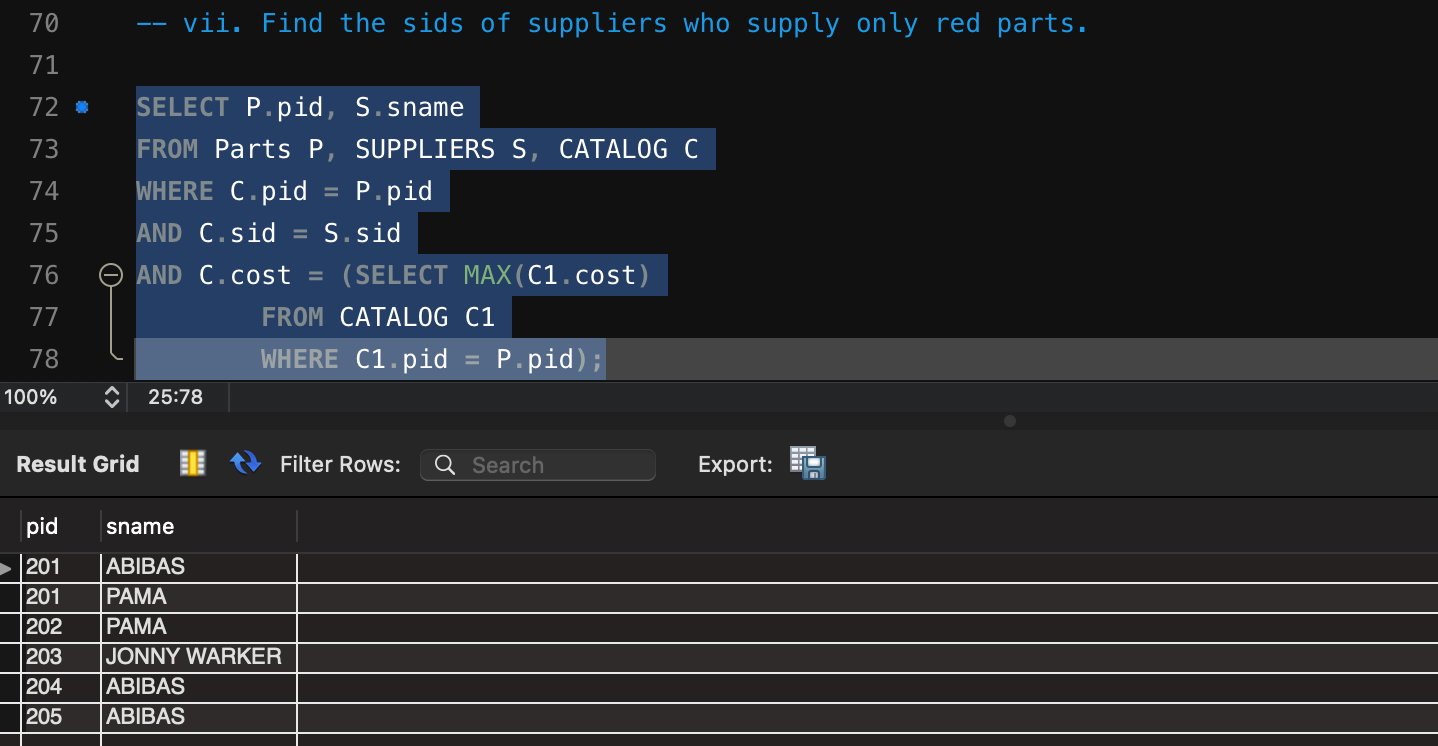 70 -- vii. Find the sids of suppliers who supply only red parts.
71
72 SELECT P.pid, S.sname
73 FROM Parts P, SUPPLIERS S, CATALOG C
74 WHERE C.pid = P.pid
75 AND C.sid = S.sid
76 AND C.cost = (SELECT MAX(C1.cost)
77 FROM CATALOG C1
78 WHERE C1.pid = P.pid);
100% 25:78
Result Grid Filter Rows: Search Export:
pid sname
201 ABIBAS
201 PAMA
202 PAMA
203 JONNY WARKER
204 ABIBAS
205 ABIBAS